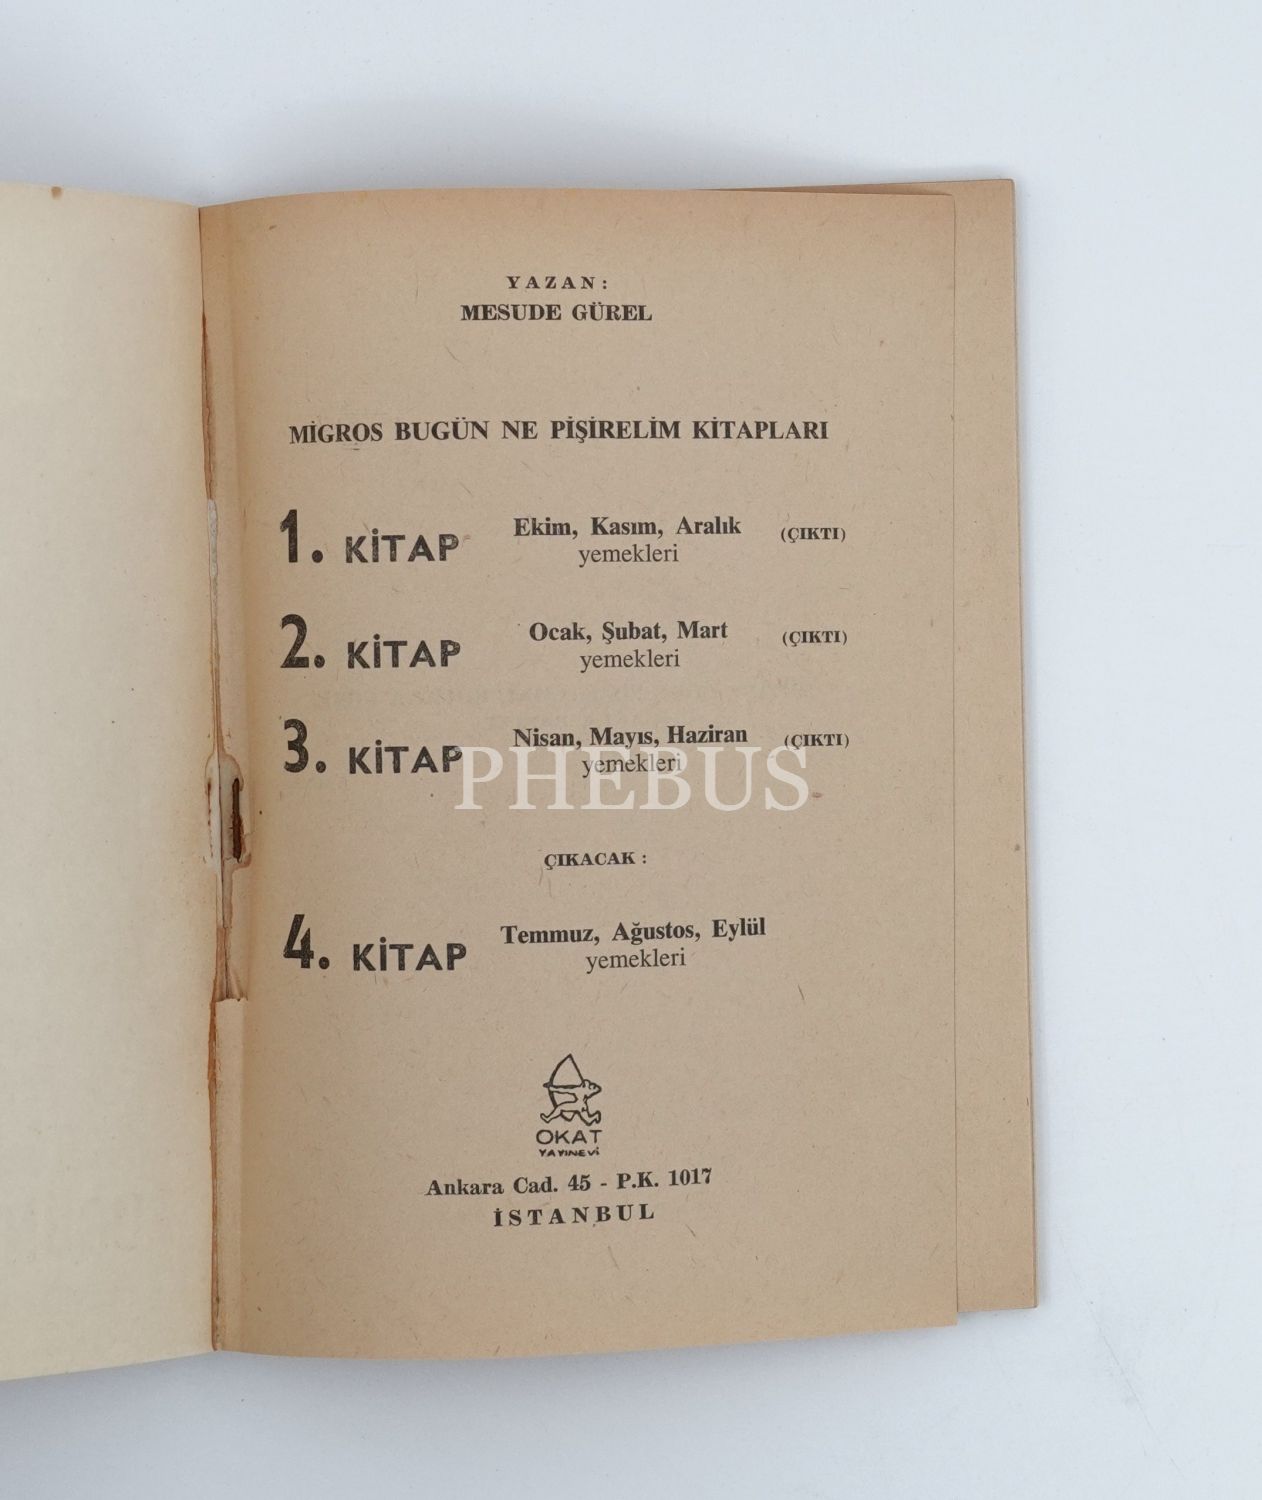 YAZAN:
MESUDE GÜREL
MİGROS BUGÜN NE PİŞİRELİM KİTAPLARI
1. KİTAP Ekim, Kasım, Aralık (ÇIKTI)
yemekleri
2. KİTAP Ocak, Şubat, Mart (ÇIKTI)
yemekleri
3. KİTAP Nisan, Mayıs, Haziran (ÇIKTI)
yemekleri
PHEBUS
ÇIKACAK :
4. KİTAP Temmuz, Ağustos, Eylül
yemekleri
OKAT
YAYINEVİ
Ankara Cad. 45 - P.K. 1017
İSTANBUL